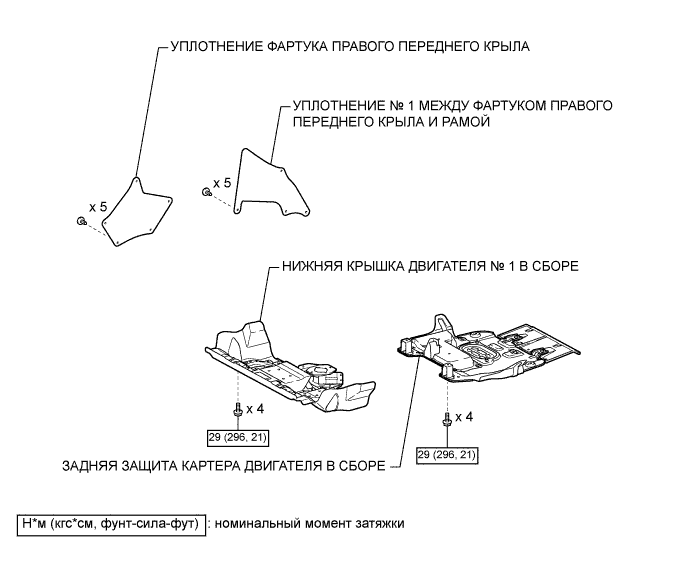 УПЛОТНЕНИЕ ФАРТУКА ПРАВОГО ПЕРЕДНЕГО КРЫЛА
УПЛОТНЕНИЕ № 1 МЕЖДУ ФАРТУКОМ ПРАВОГО
ПЕРЕДНЕГО КРЫЛА И РАМОЙ
x 5
x 5
НИЖНЯЯ КРЫШКА ДВИГАТЕЛЯ № 1 В СБОРЕ
x 4
x 4
29 (296, 21)
29 (296, 21)
ЗАДНЯЯ ЗАЩИТА КАРТЕРА ДВИГАТЕЛЯ В СБОРЕ
Н*м (кгс*см, фунт-сила-фут) : номинальный момент затяжки